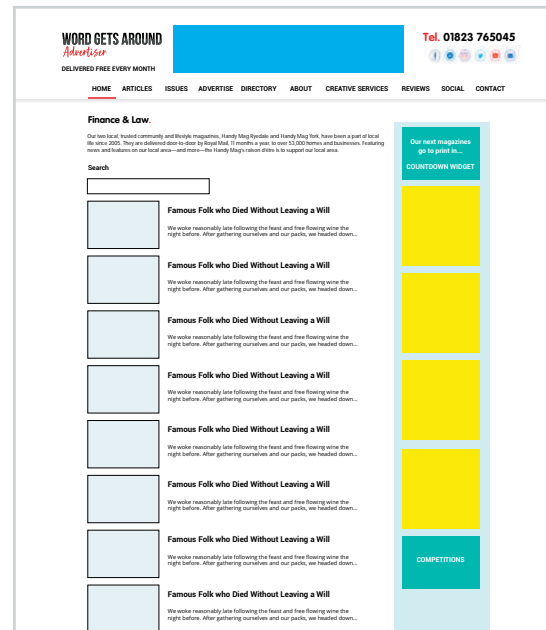 WORD GETS AROUND
Advertiser
DELIVERED FREE EVERY MONTH
Tel. 01823 765045
HOME ARTICLES ISSUES ADVERTISE DIRECTORY ABOUT CREATIVE SERVICES REVIEWS SOCIAL CONTACT
Finance & Law.
Our two local, trusted community and lifestyle magazines, Handy Mag Ryedale and Handy Mag York, have been a part of local
life since 2005. They are delivered door-to-door by Royal Mail, 11 months a year, to over 53,000 homes and businesses. Featuring
news and features on our local area—and more—the Handy Mag's raison d'être is to support our local area.
Search
Famous Folk who Died Without Leaving a Will
We woke reasonably late following the feast and free flowing wine the
night before. After gathering ourselves and our packs, we headed down...
Famous Folk who Died Without Leaving a Will
We woke reasonably late following the feast and free flowing wine the
night before. After gathering ourselves and our packs, we headed down...
Famous Folk who Died Without Leaving a Will
We woke reasonably late following the feast and free flowing wine the
night before. After gathering ourselves and our packs, we headed down...
Famous Folk who Died Without Leaving a Will
We woke reasonably late following the feast and free flowing wine the
night before. After gathering ourselves and our packs, we headed down...
Famous Folk who Died Without Leaving a Will
We woke reasonably late following the feast and free flowing wine the
night before. After gathering ourselves and our packs, we headed down...
Famous Folk who Died Without Leaving a Will
We woke reasonably late following the feast and free flowing wine the
night before. After gathering ourselves and our packs, we headed down...
Famous Folk who Died Without Leaving a Will
We woke reasonably late following the feast and free flowing wine the
night before. After gathering ourselves and our packs, we headed down...
Famous Folk who Died Without Leaving a Will
We woke reasonably late following the feast and free flowing wine the
night before. After gathering ourselves and our packs, we headed down...
Our next magazines
go to print in...
COUNTDOWN WIDGET
COMPETITIONS